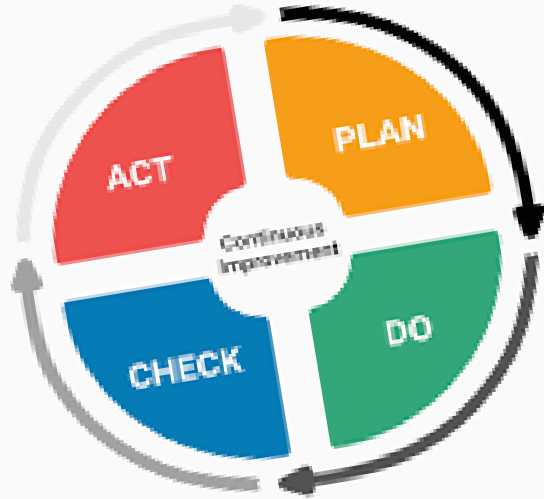 PLAN
ACT
Continuous
Improvement
DO
CHECK